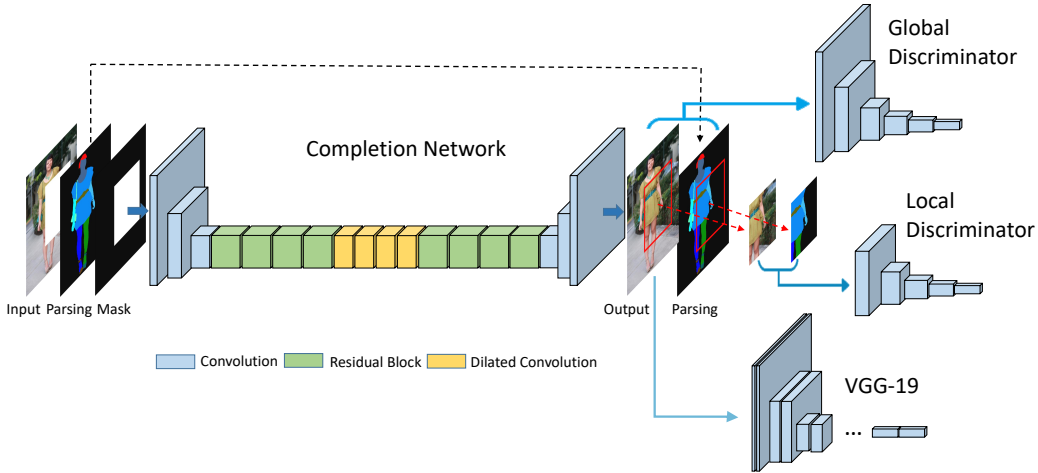 Global
Discriminator
Completion Network
Local
Discriminator
Input Parsing Mask
Output Parsing
Convolution Residual Block Dilated Convolution
VGG-19
...